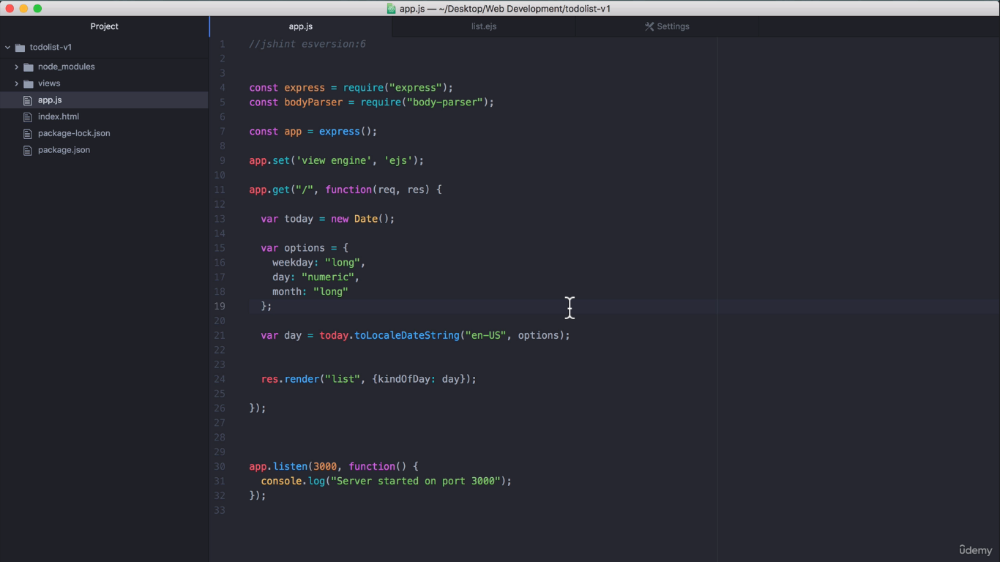 app.js — ~/Desktop/Web Development/todolist-v1
Project
app.js
list.ejs
Settings
todolist-v1
node_modules
views
app.js
index.html
package-lock.json
package.json
1 //jshint esversion:6
2
3
4 const express = require("express");
5 const bodyParser = require("body-parser");
6
7 const app = express();
8
9 app.set('view engine', 'ejs');
10
11 app.get("/", function(req, res) {
12
13   var today = new Date();
14
15   var options = {
16     weekday: "long",
17     day: "numeric",
18     month: "long"
19   };
20
21   var day = today.toLocaleDateString("en-US", options);
22
23
24   res.render("list", {kindOfDay: day});
25
26 });
27
28
29
30 app.listen(3000, function() {
31   console.log("Server started on port 3000");
32 });
33
ûdemy